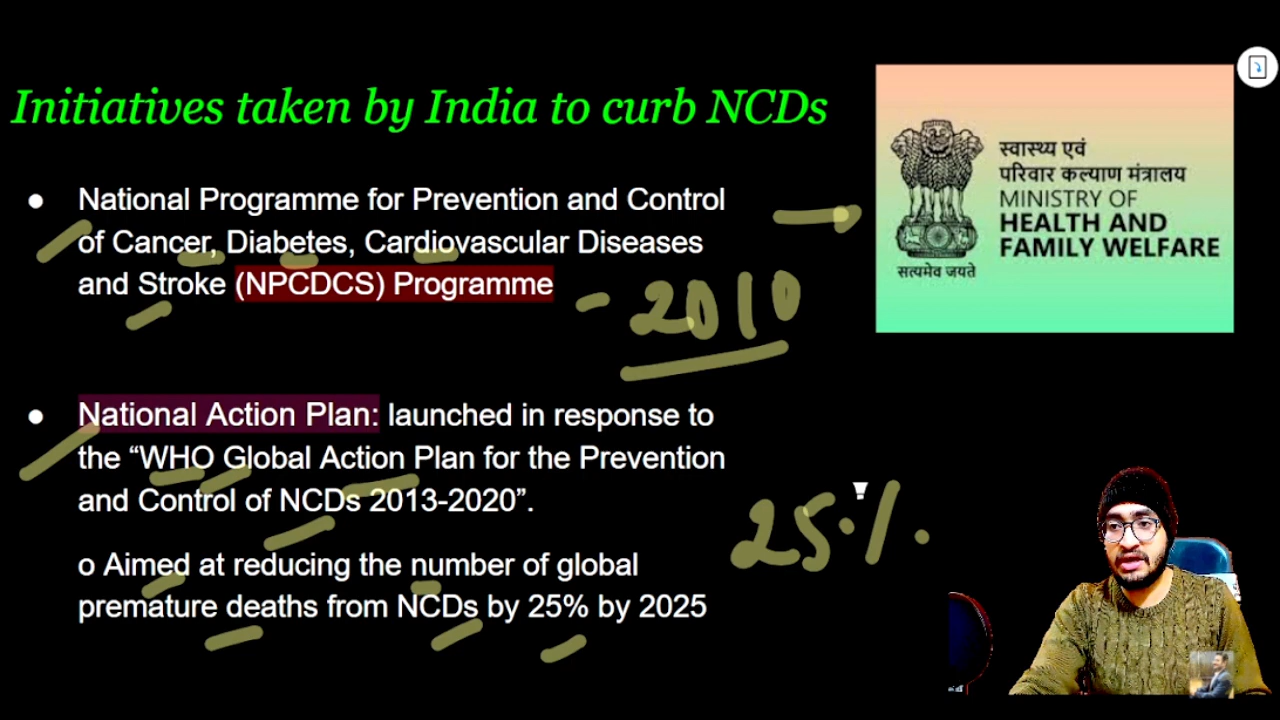 Initiatives taken by India to curb NCDs
● National Programme for Prevention and Control
of Cancer, Diabetes, Cardiovascular Diseases
and Stroke (NPCDCS) Programme
- 2010
स्वास्थ्य एवं
परिवार कल्याण मंत्रालय
MINISTRY OF
HEALTH AND
FAMILY WELFARE
सत्यमेव जयते
● National Action Plan: launched in response to
the “WHO Global Action Plan for the Prevention
and Control of NCDs 2013-2020”.
o Aimed at reducing the number of global
premature deaths from NCDs by 25% by 2025
25%.